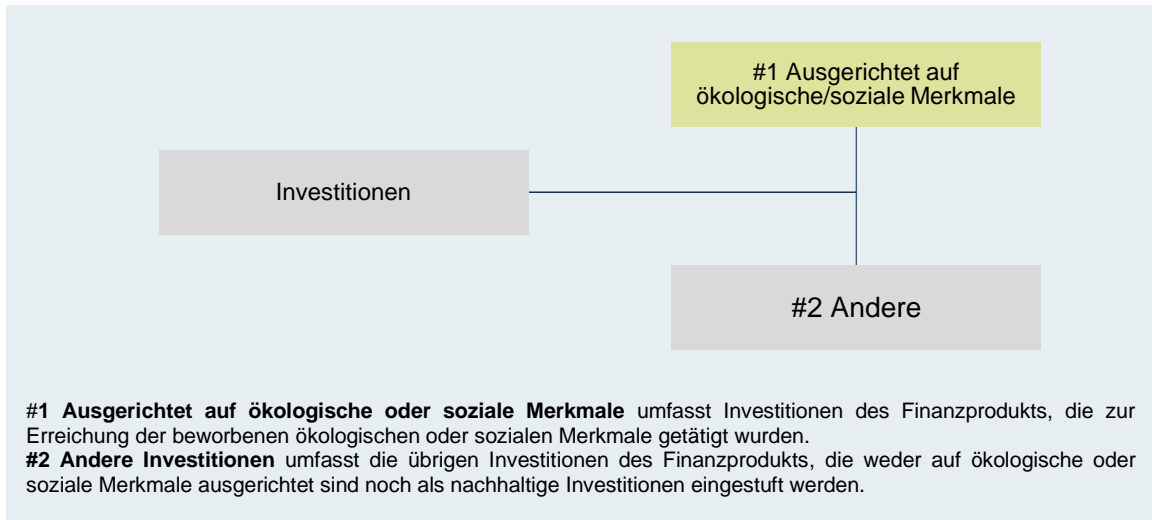 #1 Ausgerichtet auf
ökologische/soziale Merkmale
Investitionen
#2 Andere
#1 Ausgerichtet auf ökologische oder soziale Merkmale umfasst Investitionen des Finanzprodukts, die zur
Erreichung der beworbenen ökologischen oder sozialen Merkmale getätigt wurden.
#2 Andere Investitionen umfasst die übrigen Investitionen des Finanzprodukts, die weder auf ökologische oder
soziale Merkmale ausgerichtet sind noch als nachhaltige Investitionen eingestuft werden.